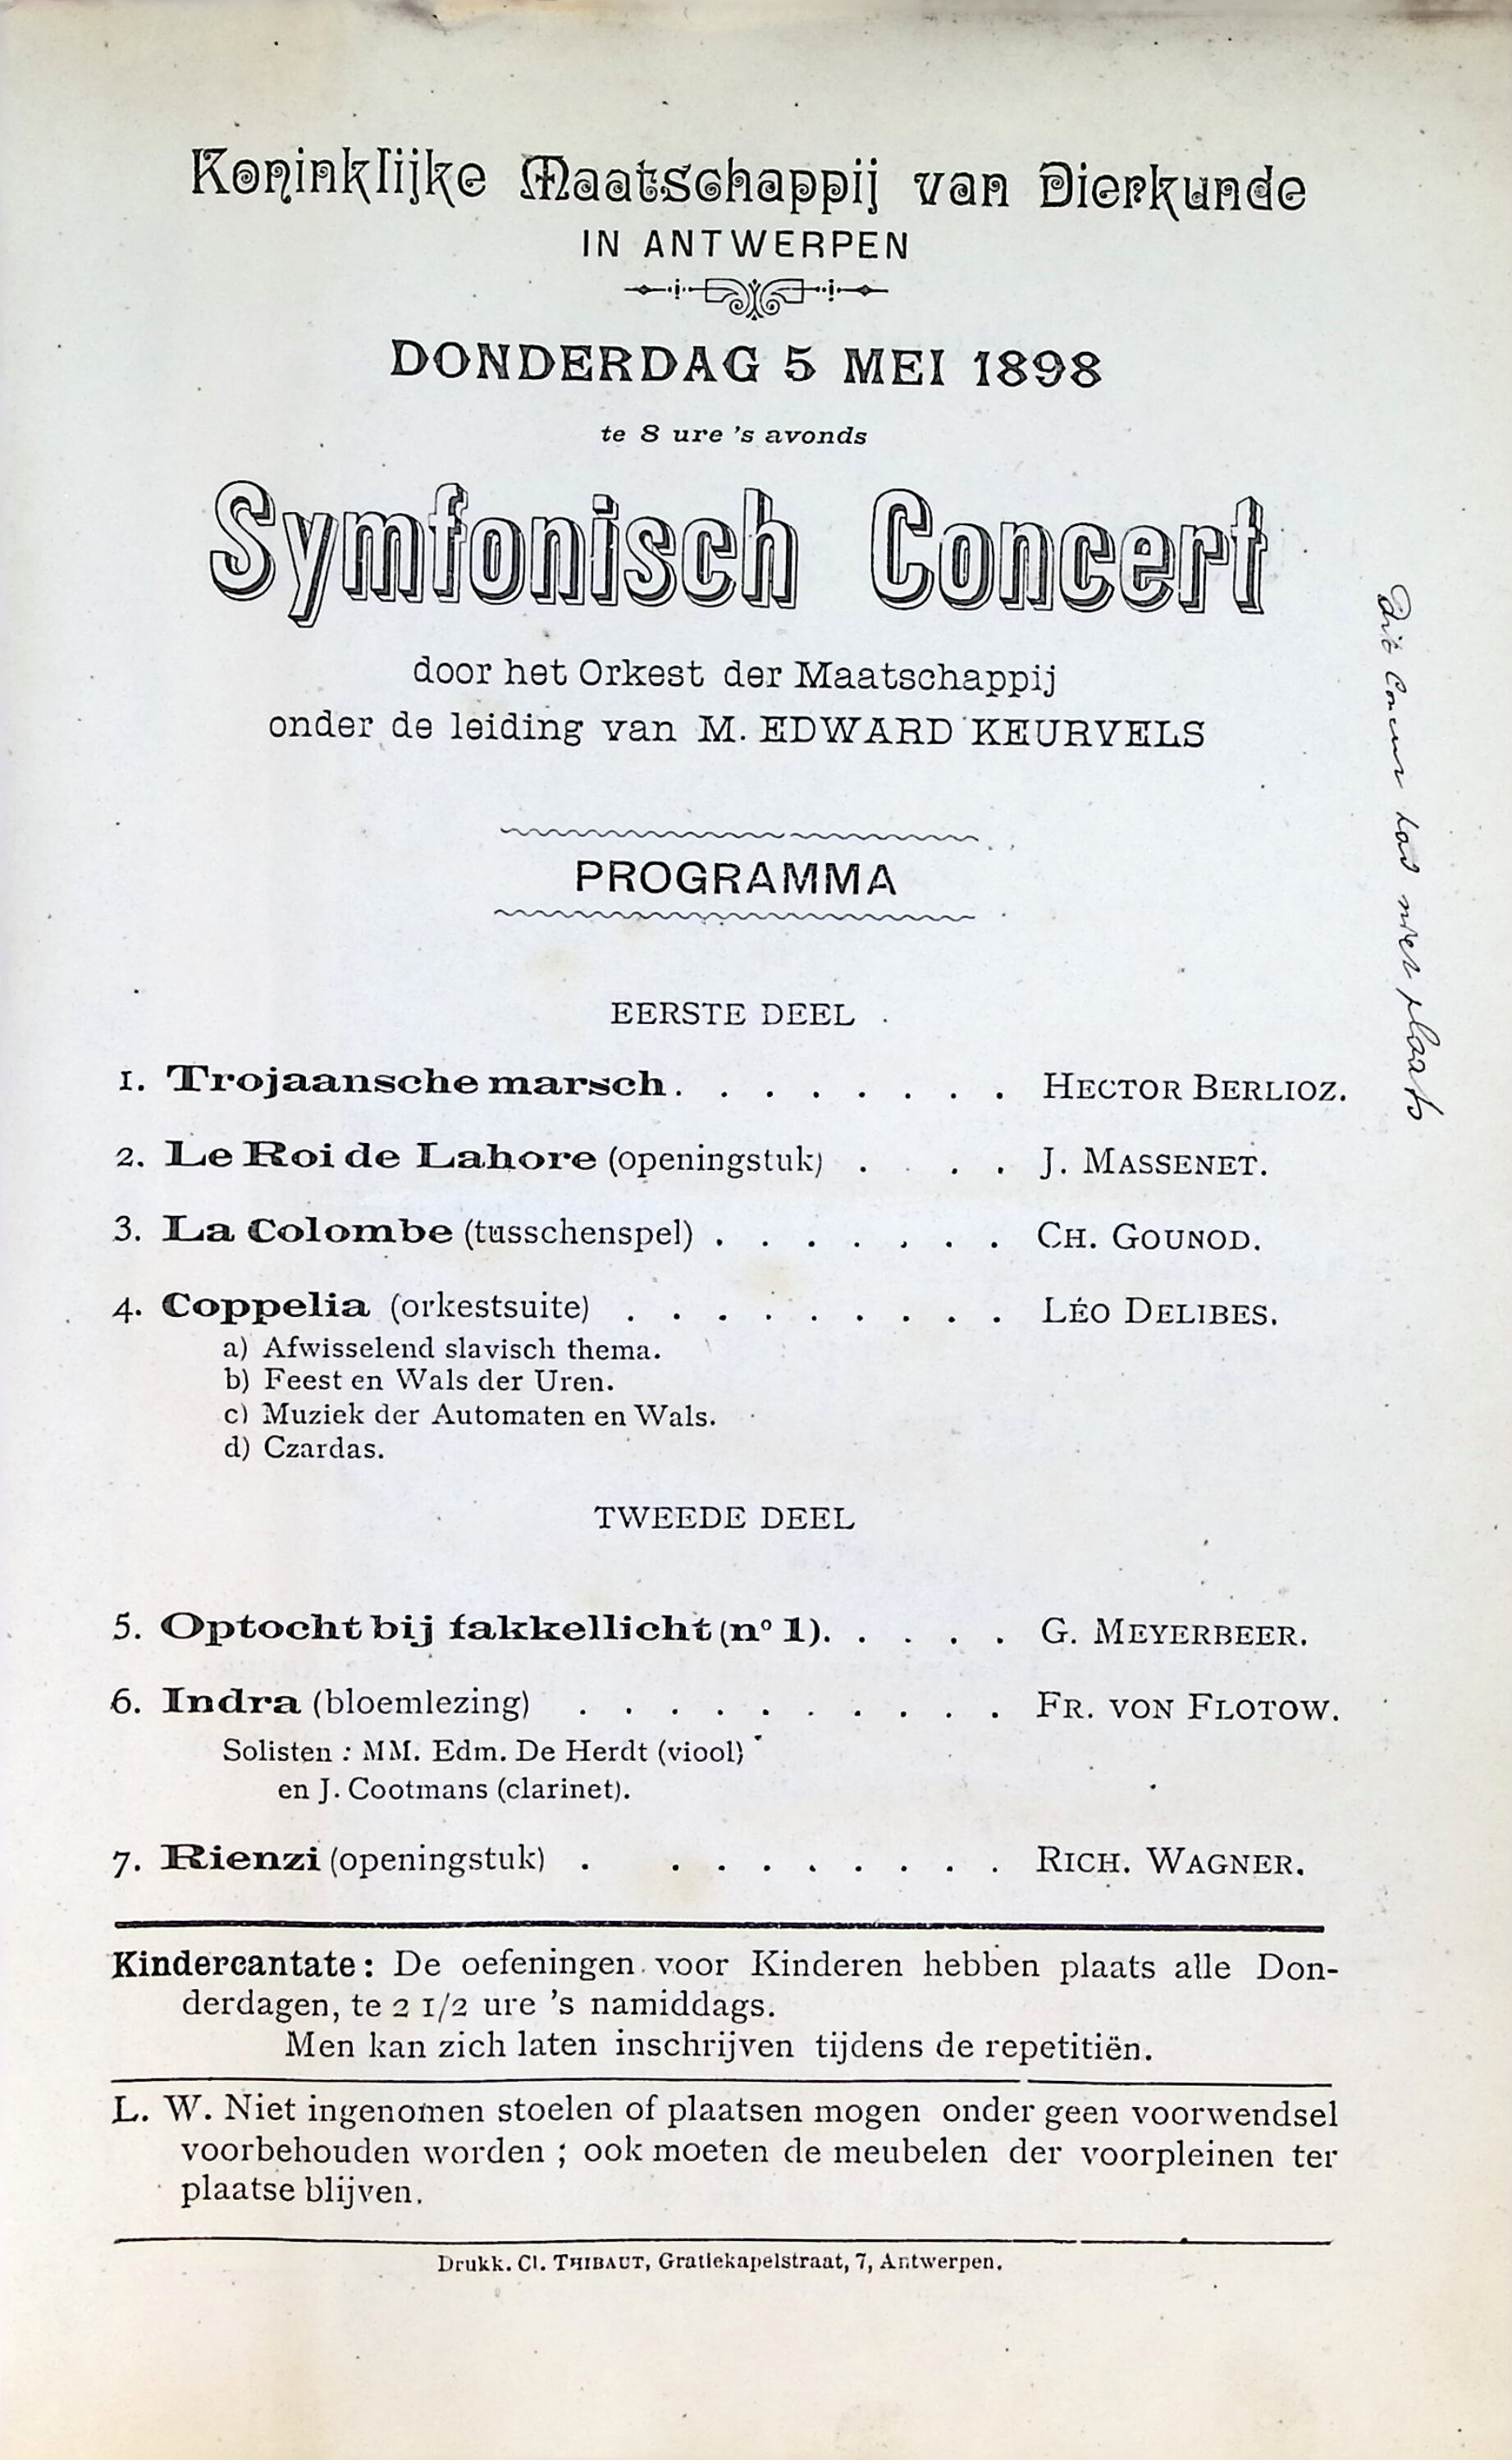 Koninklijke Maatschappij van Dierkunde
IN ANTWERPEN
DONDERDAG 5 MEI 1898
te 8 ure 's avonds
Symfonisch Concert
door het Orkest der Maatschappij
onder de leiding van M. EDWARD KEURVELS
PROGRAMMA
EERSTE DEEL
1. Trojaansche marsch. . . . . . . . HECTOR BERLIOZ.
2. Le Roi de Lahore (openingstuk) . . . . J. MASSENET.
3. La Colombe (tusschenspel) . . . . . . . CH. GOUNOD.
4. Coppelia (orkestsuite) . . . . . . . . . LÉO DELIBES.
a) Afwisselend slavisch thema.
b) Feest en Wals der Uren.
c) Muziek der Automaten en Wals.
d) Czardas.
TWEEDE DEEL
5. Optocht bij fakkellicht (nº 1). . . . . G. MEYERBEER.
6. Indra (bloemlezing) . . . . . . . . . . FR. VON FLOTOW.
Solisten : MM. Edm. De Herdt (viool)
en J. Cootmans (clarinet).
7. Rienzi (openingstuk) . . . . . . . . . RICH. WAGNER.
Kindercantate: De oefeningen voor Kinderen hebben plaats alle Don-
derdagen, te 2 1/2 ure 's namiddags.
Men kan zich laten inschrijven tijdens de repetitiën.
L. W. Niet ingenomen stoelen of plaatsen mogen onder geen voorwendsel
voorbehouden worden ; ook moeten de meubelen der voorpleinen ter
plaatse blijven.
Drukk. Cl. THIBAUT, Gratiekapelstraat, 7, Antwerpen.
Dit Concert had niet plaats